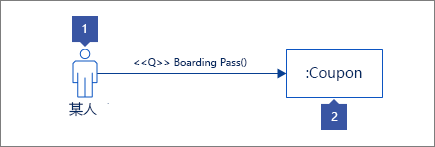 1
<<Q>> Boarding Pass()
:Coupon
某人
2